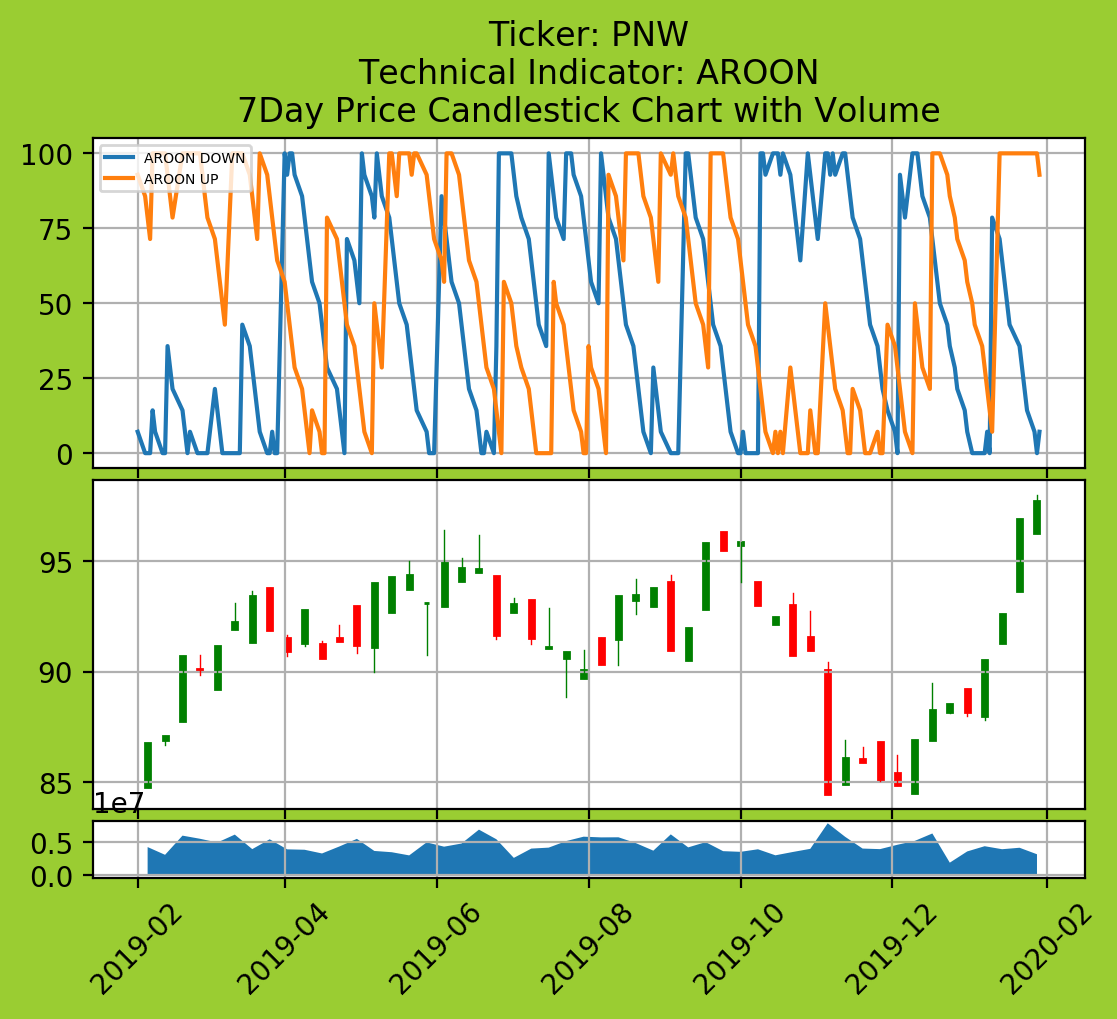 Ticker: PNW
Technical Indicator: AROON
7Day Price Candlestick Chart with Volume
100
75
50
25
0
AROON DOWN
AROON UP
95
90
85
1e7
0.5
0.0
2019-02
2019-04
2019-06
2019-08
2019-10
2019-12
2020-02